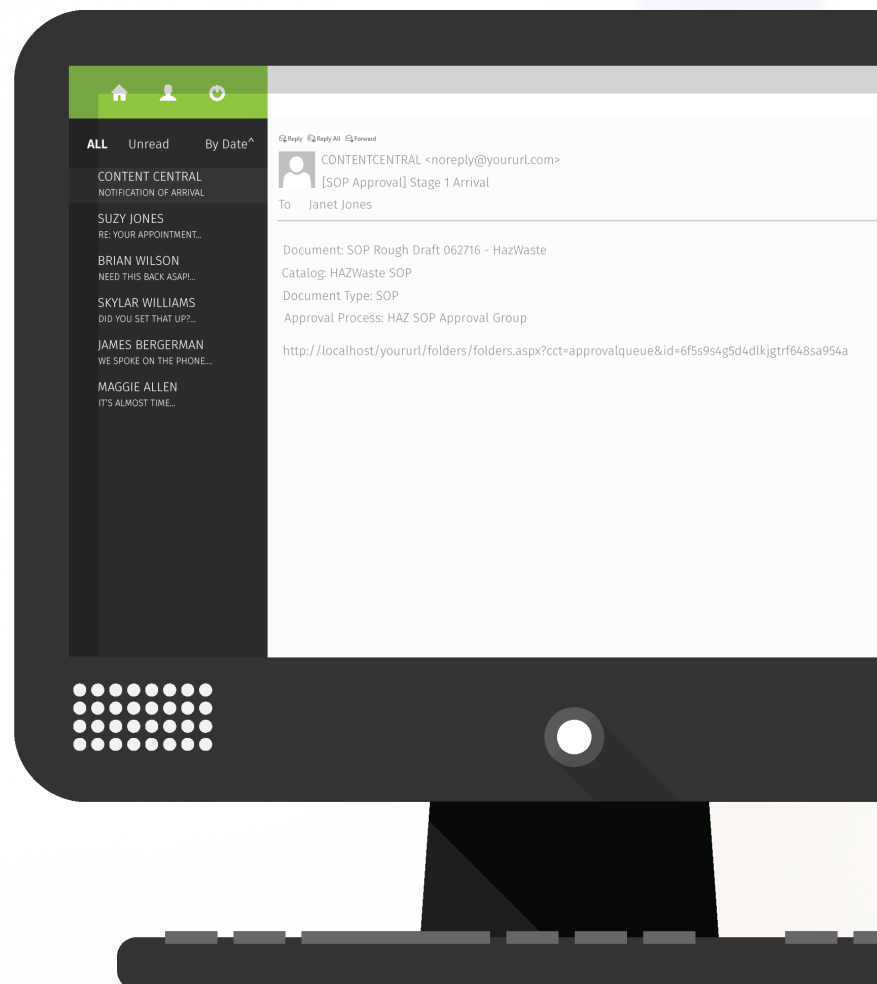 ALL Unread By Date^
CONTENT CENTRAL
NOTIFICATION OF ARRIVAL
SUZY JONES
RE: YOUR APPOINTMENT...
BRIAN WILSON
NEED THIS BACK ASAP!...
SKYLAR WILLIAMS
DID YOU SET THAT UP?...
JAMES BERGERMAN
WE SPOKE ON THE PHONE....
MAGGIE ALLEN
IT'S ALMOST TIME...
Reply Reply All Forward
CONTENTCENTRAL <noreply@yoururl.com>
[SOP Approval] Stage 1 Arrival
To Janet Jones
Document: SOP Rough Draft 062716 - HazWaste
Catalog: HAZWaste SOP
Document Type: SOP
Approval Process: HAZ SOP Approval Group
http://localhost/yoururl/folders/folders.aspx?cct=approvalqueue&id=6f5s9s4g5d4dlkjgtrf648sa954a